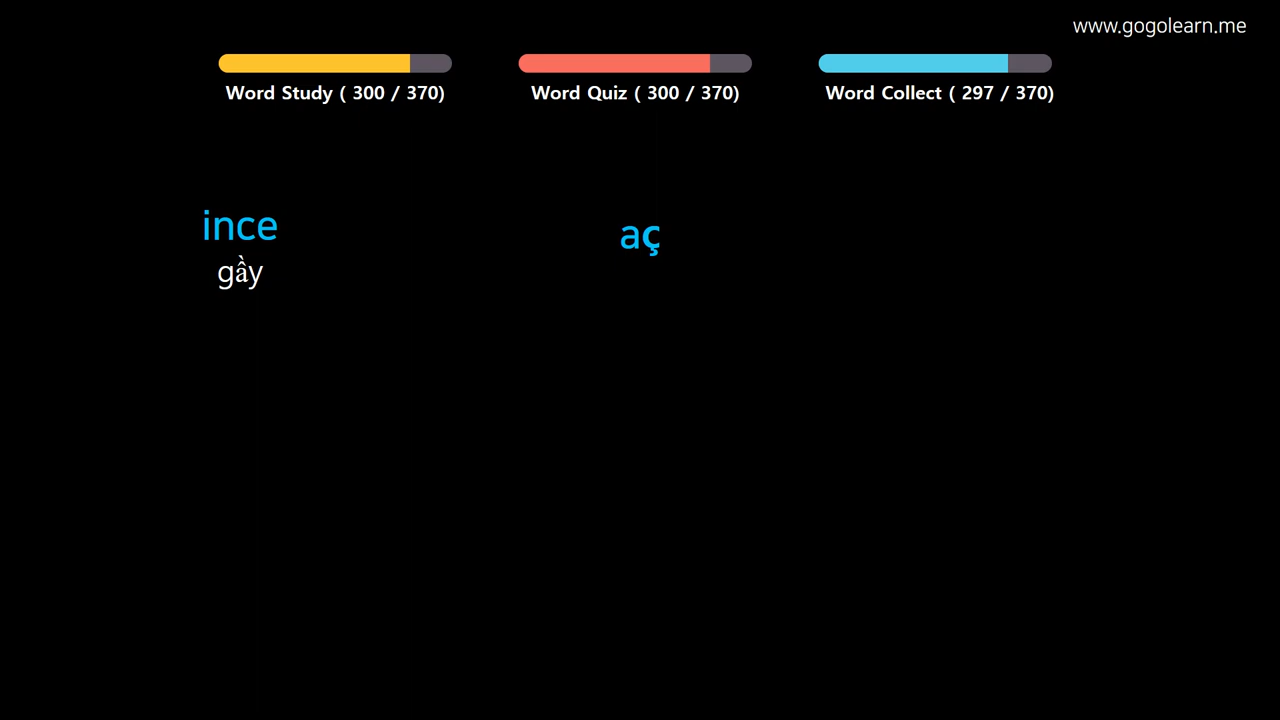 www.gogolearn.me
Word Study ( 300 / 370)
Word Quiz ( 300 / 370)
Word Collect ( 297 / 370)
ince
gầy
aç